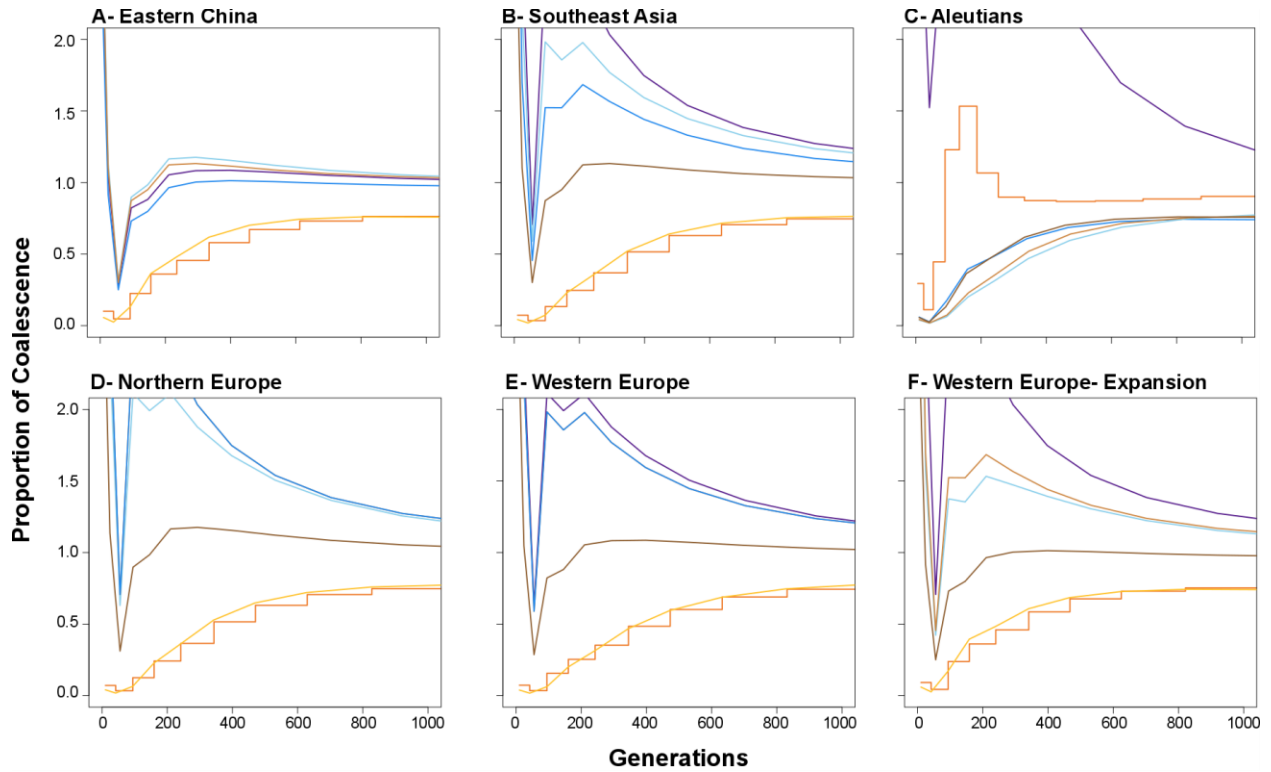 A- Eastern China
B- Southeast Asia
C- Aleutians
2.0
1.5
1.0
0.5
0.0
D- Northern Europe
E- Western Europe
F- Western Europe- Expansion
2.0
1.5
1.0
0.5
0.0
0 200 400 600 800 1000
0 200 400 600 800 1000
0 200 400 600 800 1000
Proportion of Coalescence
Generations